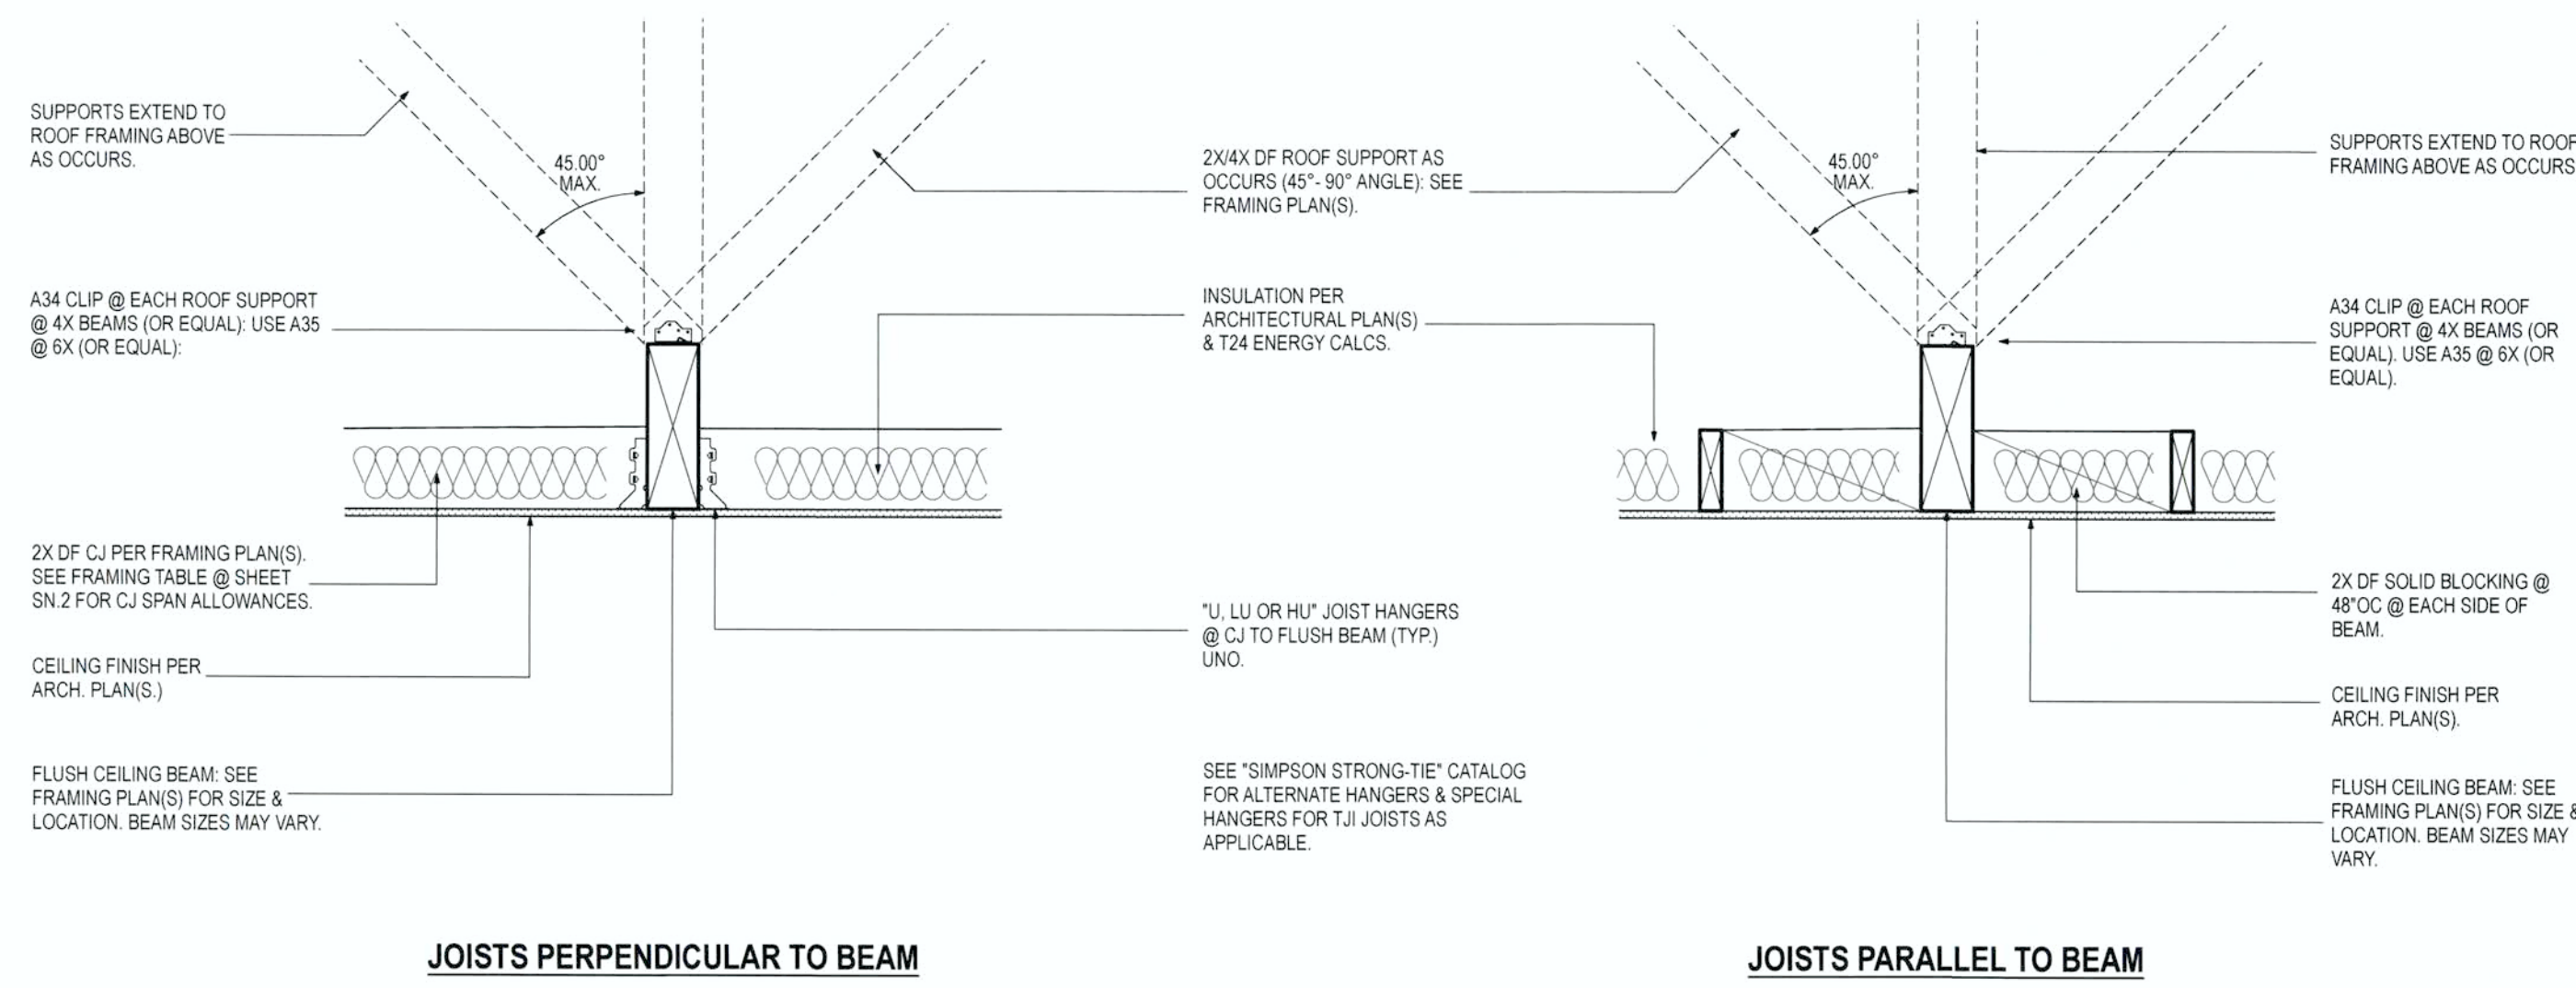 SUPPORTS EXTEND TO
ROOF FRAMING ABOVE
AS OCCURS.
45.00°
MAX.
A34 CLIP @ EACH ROOF SUPPORT
@ 4X BEAMS (OR EQUAL): USE A35
@ 6X (OR EQUAL):
2X DF CJ PER FRAMING PLAN(S).
SEE FRAMING TABLE @ SHEET
SN.2 FOR CJ SPAN ALLOWANCES.
CEILING FINISH PER
ARCH. PLAN(S.)
FLUSH CEILING BEAM: SEE
FRAMING PLAN(S) FOR SIZE &
LOCATION. BEAM SIZES MAY VARY.
JOISTS PERPENDICULAR TO BEAM
2X/4X DF ROOF SUPPORT AS
OCCURS (45°- 90° ANGLE): SEE
FRAMING PLAN(S).
INSULATION PER
ARCHITECTURAL PLAN(S)
& T24 ENERGY CALCS.
"U, LU OR HU" JOIST HANGERS
@ CJ TO FLUSH BEAM (TYP.)
UNO.
SEE "SIMPSON STRONG-TIE" CATALOG
FOR ALTERNATE HANGERS & SPECIAL
HANGERS FOR TJI JOISTS AS
APPLICABLE.
45.00°
MAX.
SUPPORTS EXTEND TO ROOF
FRAMING ABOVE AS OCCURS
A34 CLIP @ EACH ROOF
SUPPORT @ 4X BEAMS (OR
EQUAL). USE A35 @ 6X (OR
EQUAL).
2X DF SOLID BLOCKING @
48"OC @ EACH SIDE OF
BEAM.
CEILING FINISH PER
ARCH. PLAN(S).
FLUSH CEILING BEAM: SEE
FRAMING PLAN(S) FOR SIZE &
LOCATION. BEAM SIZES MAY
VARY.
JOISTS PARALLEL TO BEAM